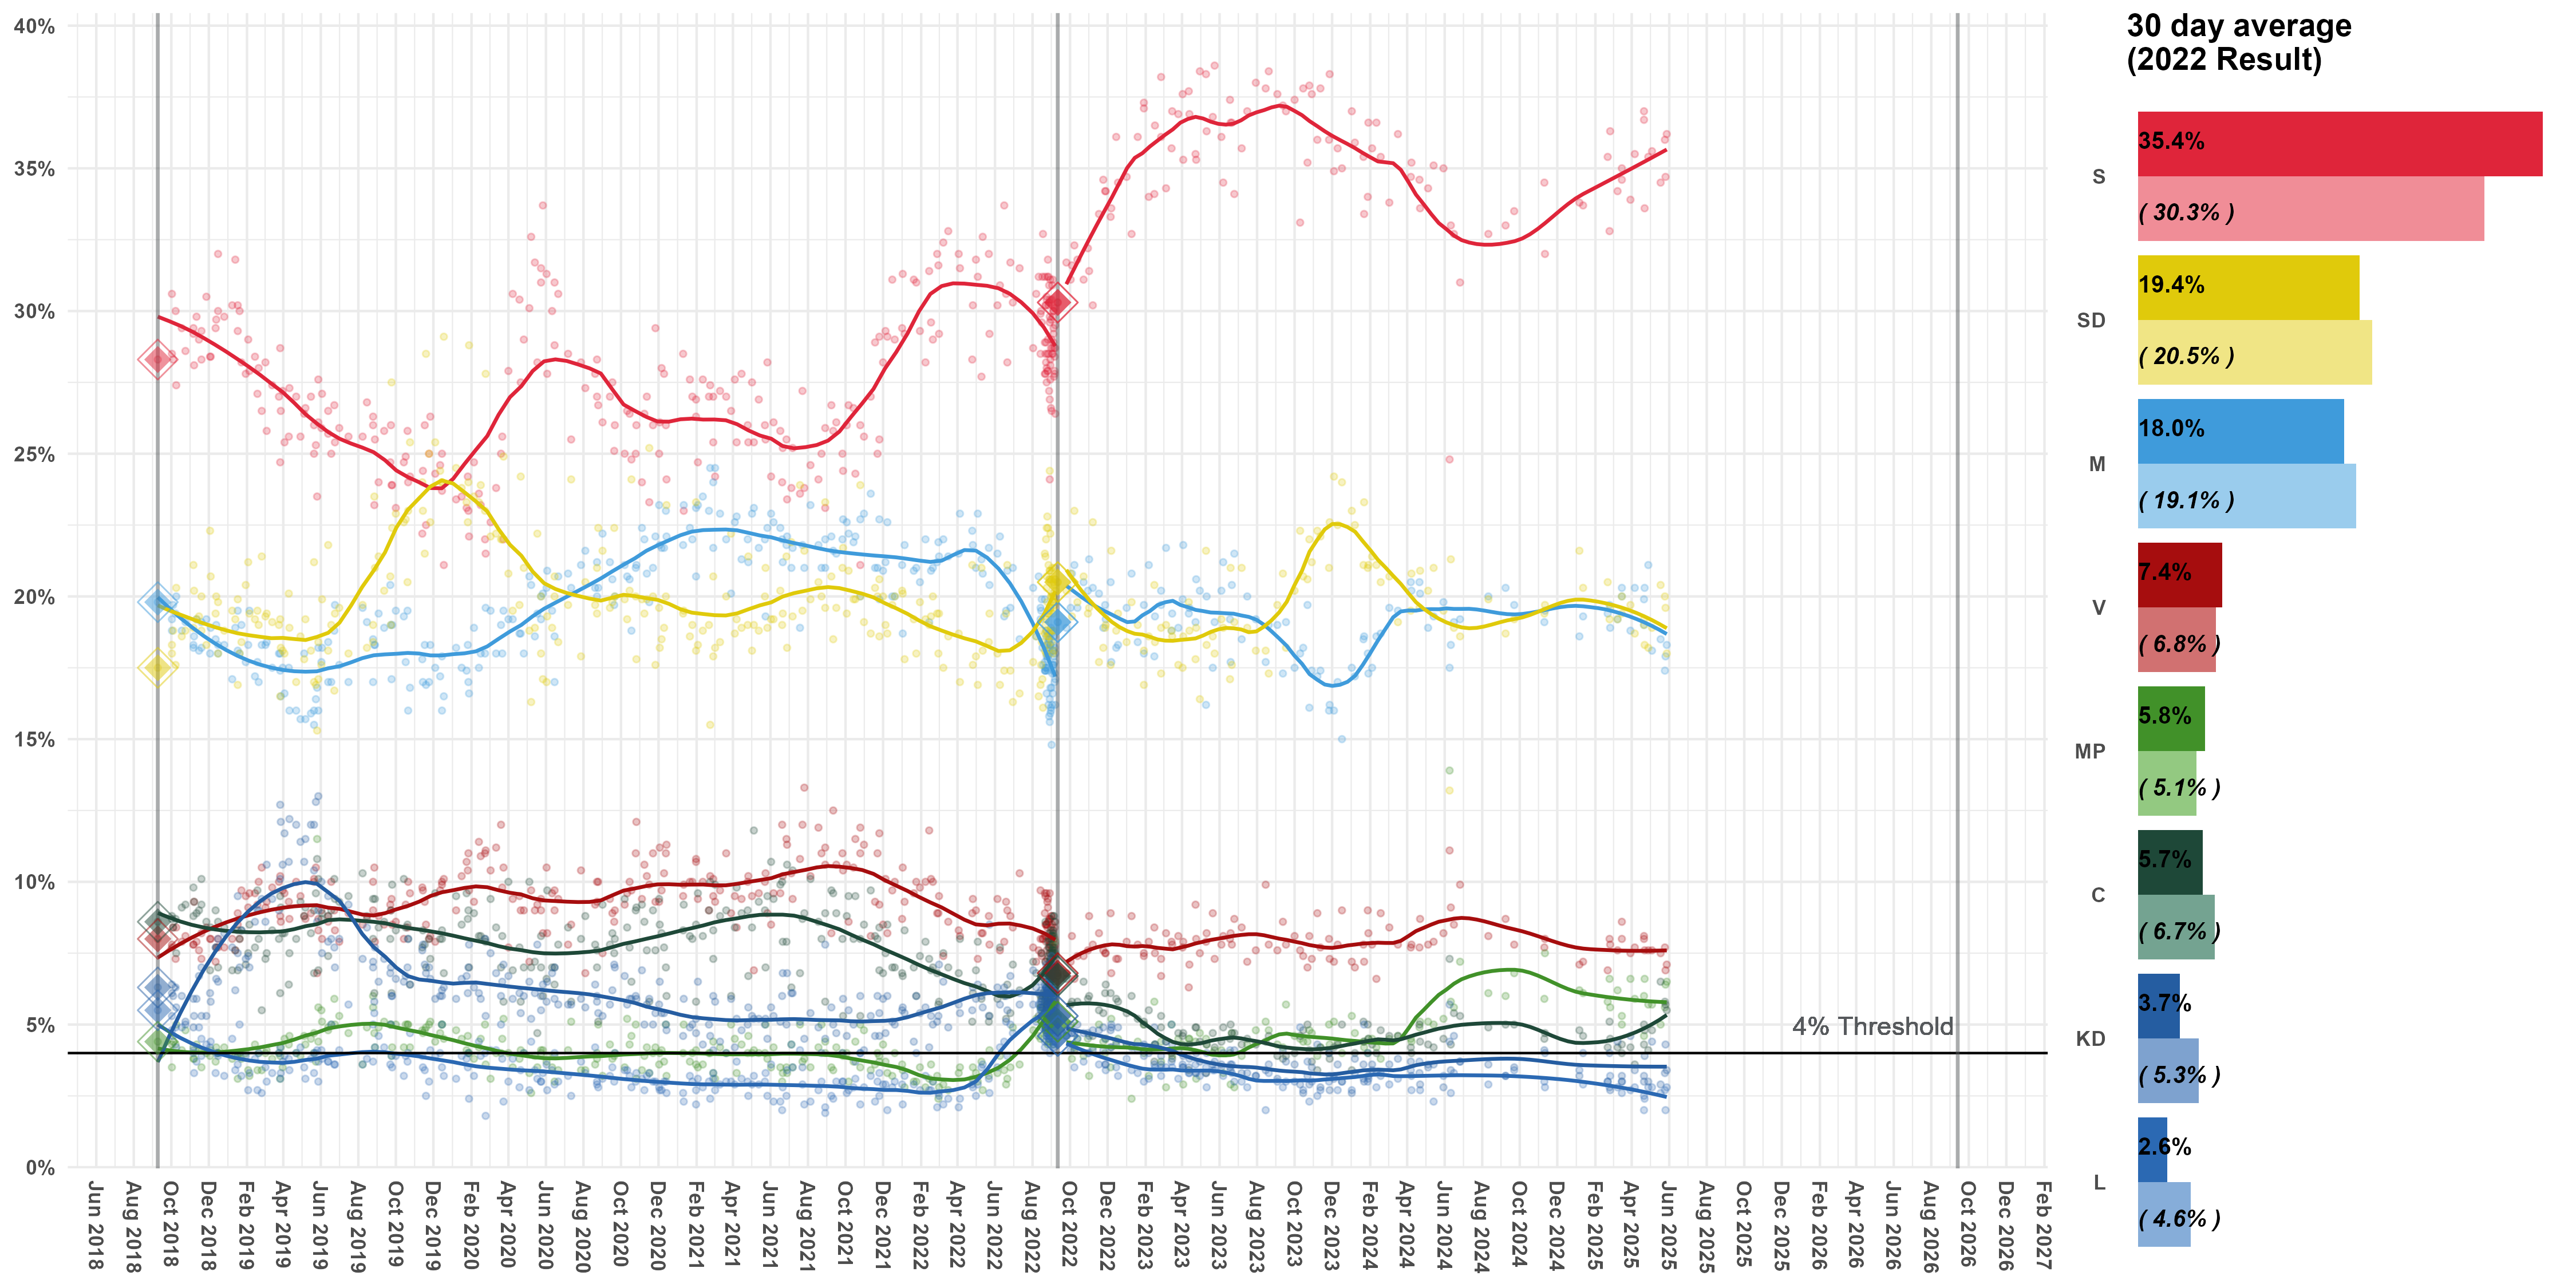 40%
35%
30%
25%
20%
15%
10%
5%
0%
4% Threshold
Jun 2018
Aug 2018
Oct 2018
Dec 2018
Feb 2019
Apr 2019
Jun 2019
Aug 2019
Oct 2019
Dec 2019
Feb 2020
Apr 2020
Jun 2020
Aug 2020
Oct 2020
Dec 2020
Feb 2021
Apr 2021
Jun 2021
Aug 2021
Oct 2021
Dec 2021
Feb 2022
Apr 2022
Jun 2022
Aug 2022
Oct 2022
Dec 2022
Feb 2023
Apr 2023
Jun 2023
Aug 2023
Oct 2023
Dec 2023
Feb 2024
Apr 2024
Jun 2024
Aug 2024
Oct 2024
Dec 2024
Feb 2025
Apr 2025
Jun 2025
Aug 2025
Oct 2025
Dec 2025
Feb 2026
Apr 2026
Jun 2026
Aug 2026
Oct 2026
Dec 2026
Feb 2027
30 day average
(2022 Result)
S
35.4%
( 30.3% )
SD
19.4%
( 20.5% )
M
18.0%
( 19.1% )
V
7.4%
( 6.8% )
MP
5.8%
( 5.1% )
C
5.7%
( 6.7% )
KD
3.7%
( 5.3% )
L
2.6%
( 4.6% )